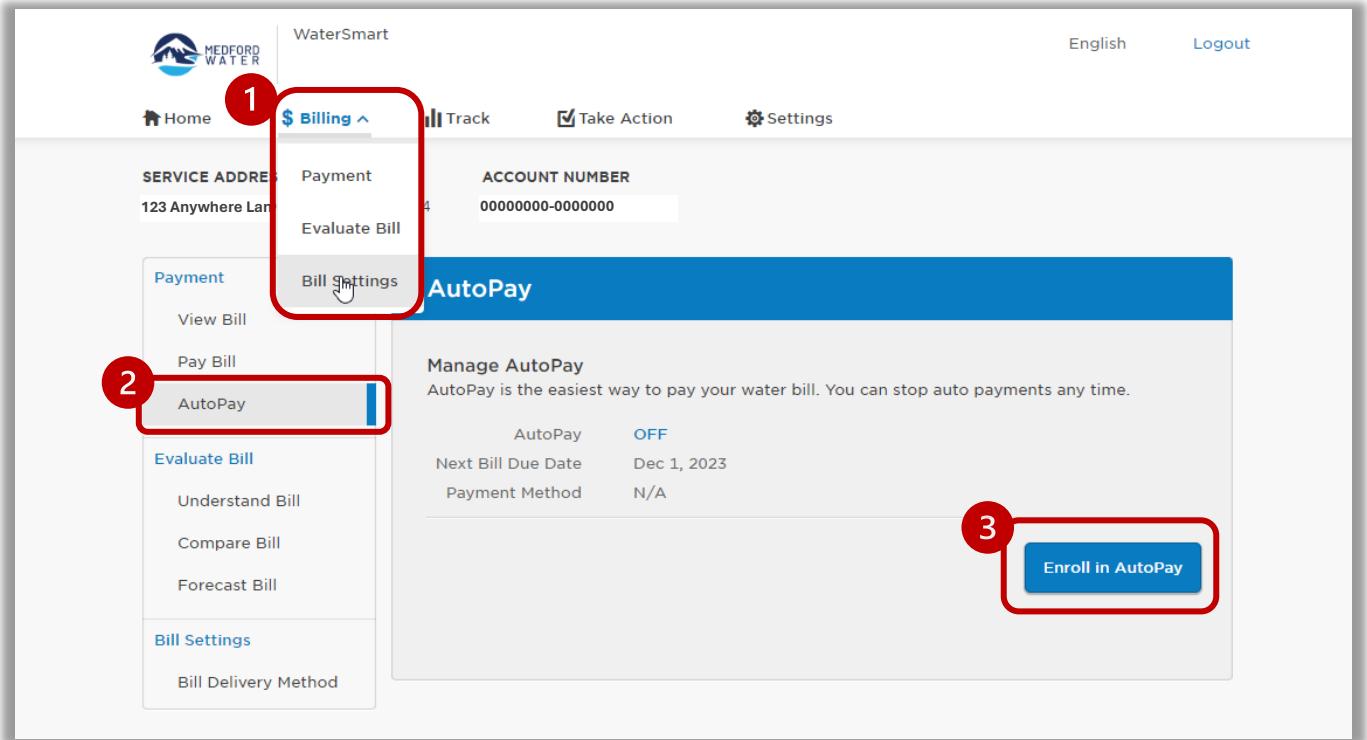 WaterSmart
MEDFORD
WATER
English
Logout
1
Home
$ Billing
Track
Take Action
Settings
Payment
Evaluate Bill
Bill Settings
SERVICE ADDRES
ACCOUNT NUMBER
123 Anywhere Lan
4
00000000-0000000
Payment
View Bill
Pay Bill
2
AutoPay
Evaluate Bill
Understand Bill
Compare Bill
Forecast Bill
Bill Settings
Bill Delivery Method
AutoPay
Manage AutoPay
AutoPay is the easiest way to pay your water bill. You can stop auto payments any time.
AutoPay OFF
Next Bill Due Date Dec 1, 2023
Payment Method N/A
3
Enroll in AutoPay